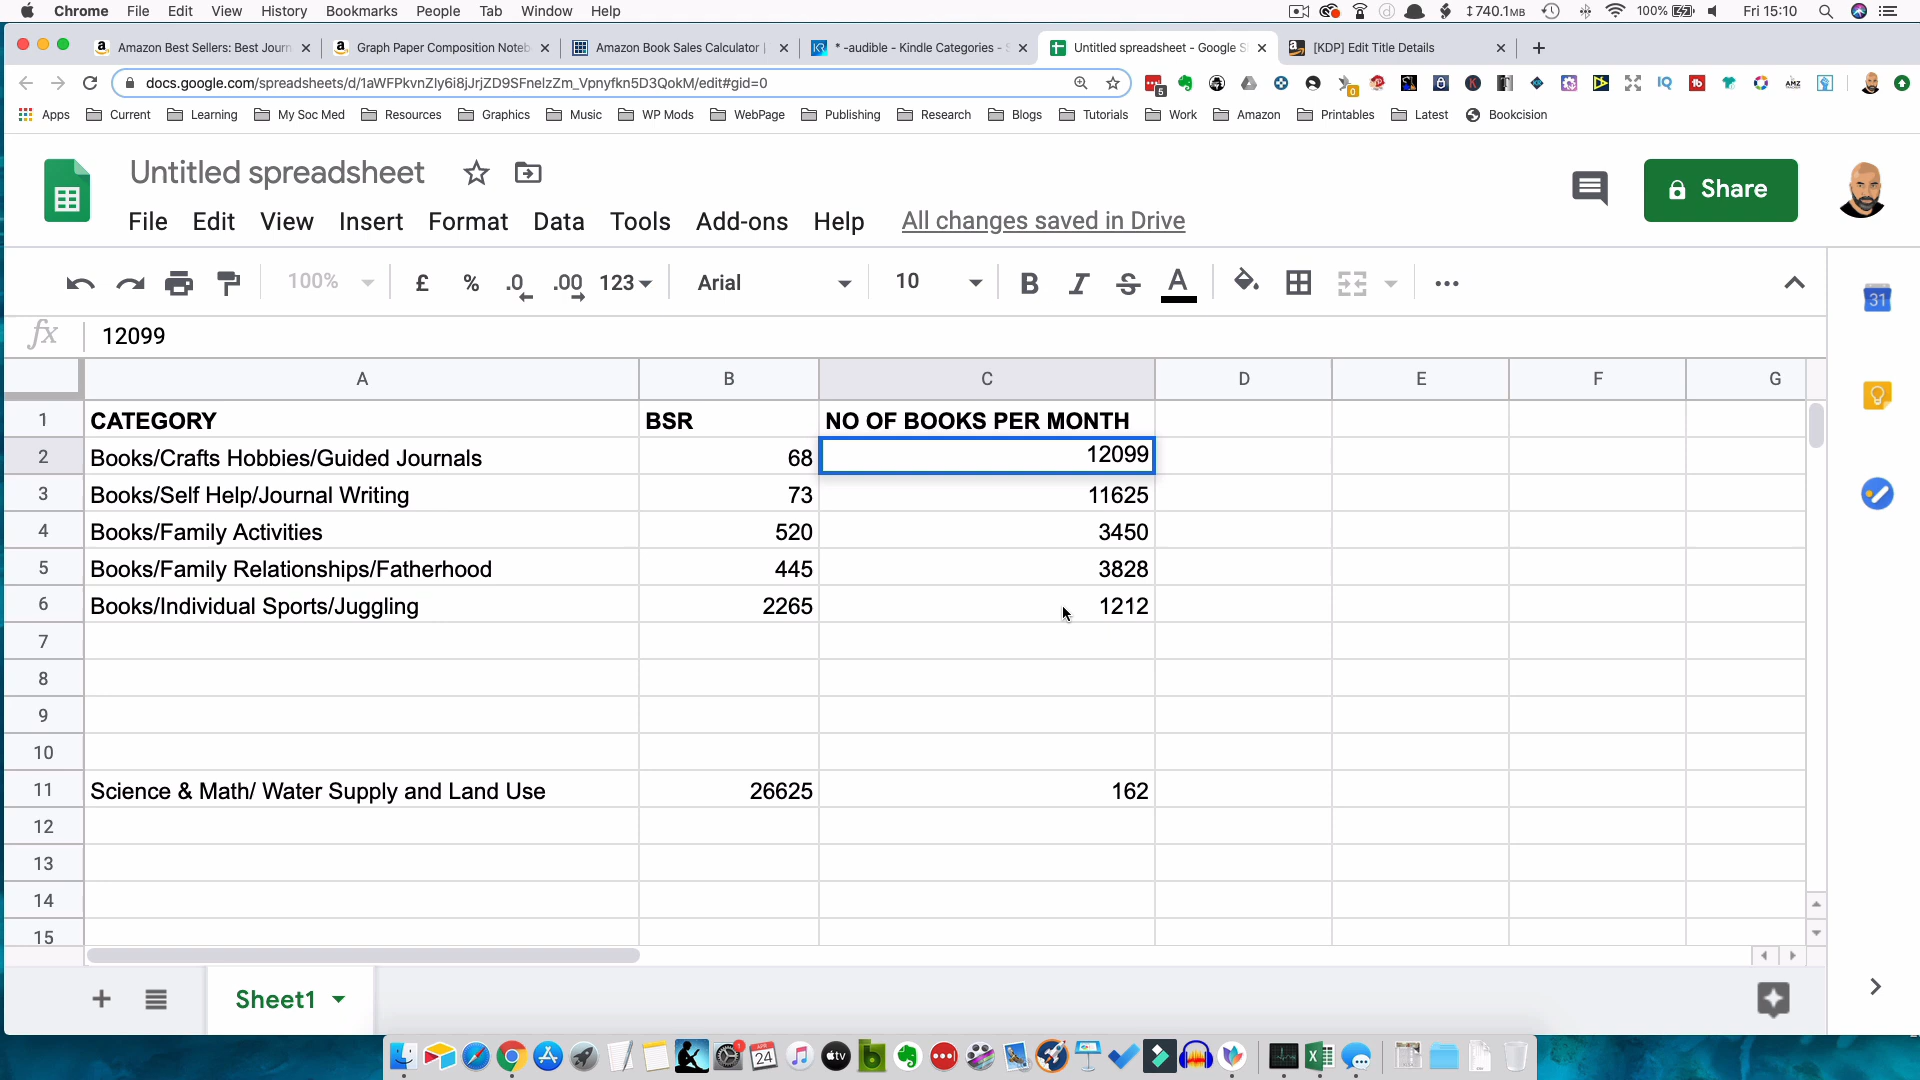 Chrome File Edit View History Bookmarks People Tab Window Help 740.1MB 100% Fri 15:10
Amazon Best Sellers: Best Journ Graph Paper Composition Noteb Amazon Book Sales Calculator | * -audible - Kindle Categories - S Untitled spreadsheet - Google S [KDP] Edit Title Details
docs.google.com/spreadsheets/d/1aWFPkvnZly6i8jJrjZD9SFnelzZm_Vpnyfkn5D3QokM/edit#gid=0
Apps Current Learning My Soc Med Resources Graphics Music WP Mods WebPage Publishing Research Blogs Tutorials Work Amazon Printables Latest Bookcision
Untitled spreadsheet
Share
File Edit View Insert Format Data Tools Add-ons Help All changes saved in Drive
100% £ % .0 .00 123 Arial 10 B I S A
31
fx 12099
A B C D E F G
1 CATEGORY BSR NO OF BOOKS PER MONTH
2 Books/Crafts Hobbies/Guided Journals 68 12099
3 Books/Self Help/Journal Writing 73 11625
4 Books/Family Activities 520 3450
5 Books/Family Relationships/Fatherhood 445 3828
6 Books/Individual Sports/Juggling 2265 1212
7
8
9
10
11 Science & Math/ Water Supply and Land Use 26625 162
12
13
14
15
Sheet1